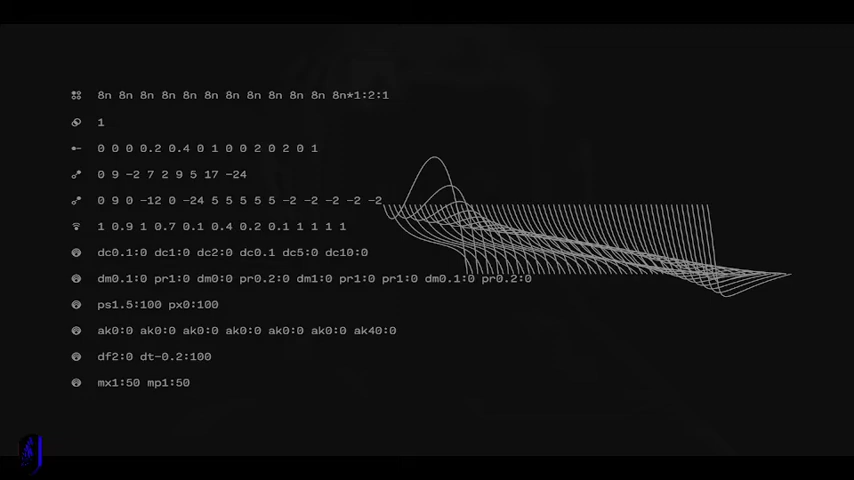 8n 8n 8n 8n 8n 8n 8n 8n 8n 8n 8n 8n*1:2:1
1
0 0 0 0.2 0.4 0 1 0 0 2 0 2 0 1
0 9 -2 7 2 9 5 17 -24
0 9 0 -12 0 -24 5 5 5 5 5 -2 -2 -2 -2 -2
1 0.9 1 0.7 0.1 0.4 0.2 0.1 1 1 1 1
dc0.1:0 dc1:0 dc2:0 dc0.1 dc5:0 dc10:0
dm0.1:0 pr1:0 dm0:0 pr0.2:0 dm1:0 pr1:0 pr1:0 dm0.1:0 pr0.2:0
ps1.5:100 px0:100
ak0:0 ak0:0 ak0:0 ak0:0 ak0:0 ak0:0 ak40:0
df2:0 dt-0.2:100
mx1:50 mp1:50